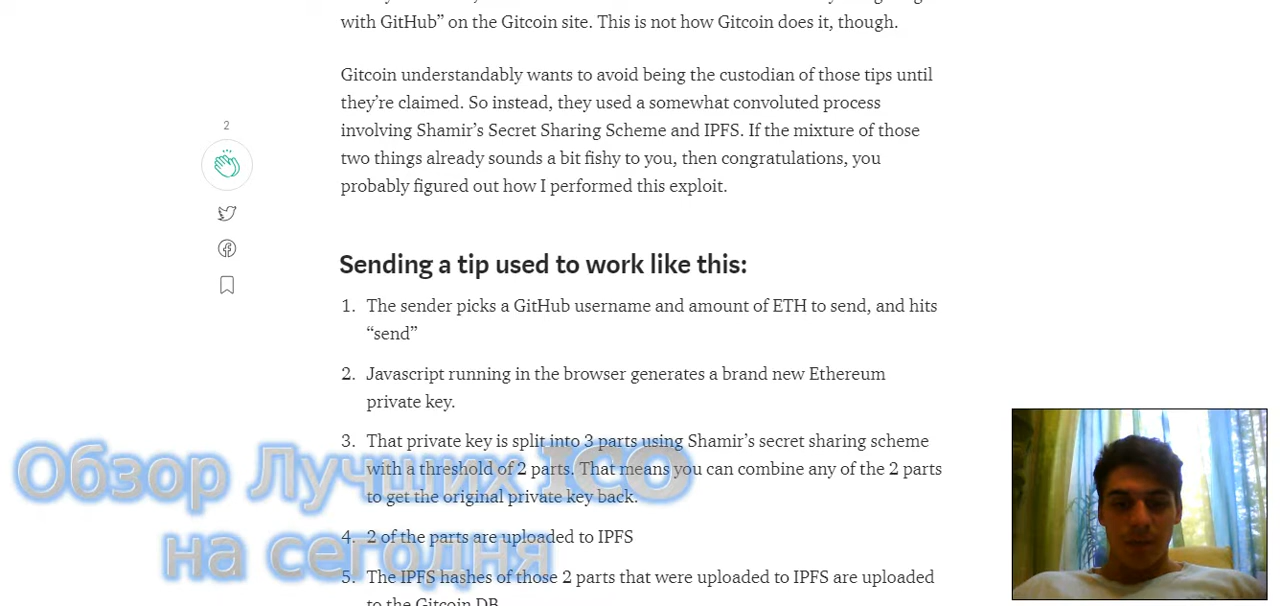 with GitHub” on the Gitcoin site. This is not how Gitcoin does it, though.
Gitcoin understandably wants to avoid being the custodian of those tips until
they’re claimed. So instead, they used a somewhat convoluted process
involving Shamir’s Secret Sharing Scheme and IPFS. If the mixture of those
two things already sounds a bit fishy to you, then congratulations, you
probably figured out how I performed this exploit.
2
Sending a tip used to work like this:
1. The sender picks a GitHub username and amount of ETH to send, and hits
“send”
2. Javascript running in the browser generates a brand new Ethereum
private key.
3. That private key is split into 3 parts using Shamir’s secret sharing scheme
with a threshold of 2 parts. That means you can combine any of the 2 parts
to get the original private key back.
4. 2 of the parts are uploaded to IPFS
5. The IPFS hashes of those 2 parts that were uploaded to IPFS are uploaded
to the Gitcoin DB
Обзор Лучших ICO
на сегодня